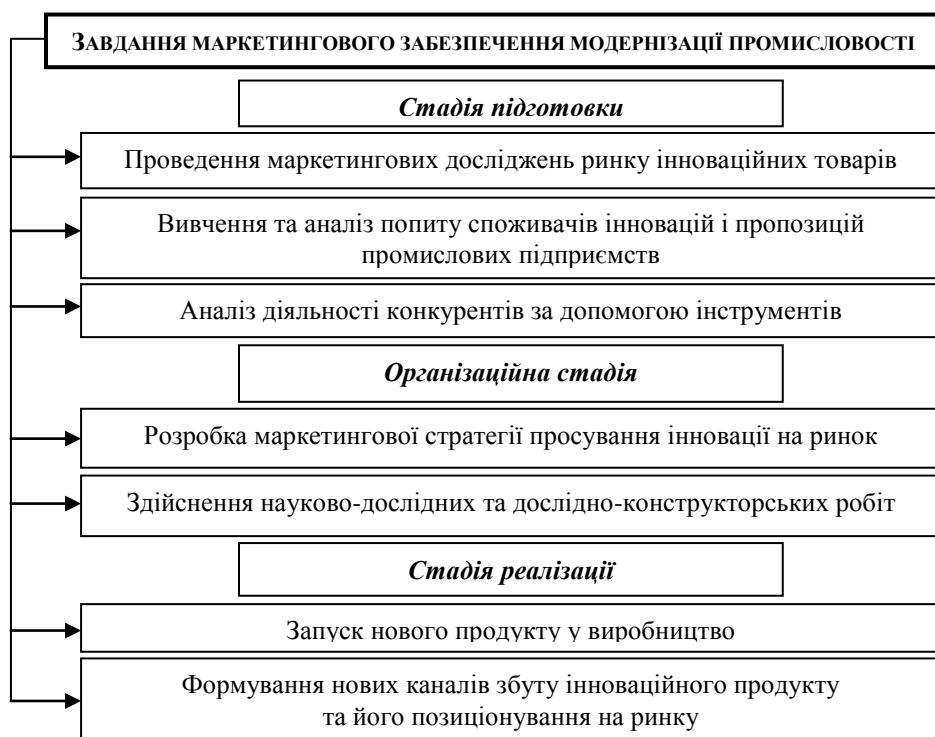 ЗАВДАННЯ МАРКЕТИНГОВОГО ЗАБЕЗПЕЧЕННЯ МОДЕРНІЗАЦІЇ ПРОМИСЛОВОСТІ
Стадія підготовки
Проведення маркетингових досліджень ринку інноваційних товарів
Вивчення та аналіз попиту споживачів інновацій і пропозицій
промислових підприємств
Аналіз діяльності конкурентів за допомогою інструментів
Організаційна стадія
Розробка маркетингової стратегії просування інновації на ринок
Здійснення науково-дослідних та дослідно-конструкторських робіт
Стадія реалізації
Запуск нового продукту у виробництво
Формування нових каналів збуту інноваційного продукту
та його позиціонування на ринку